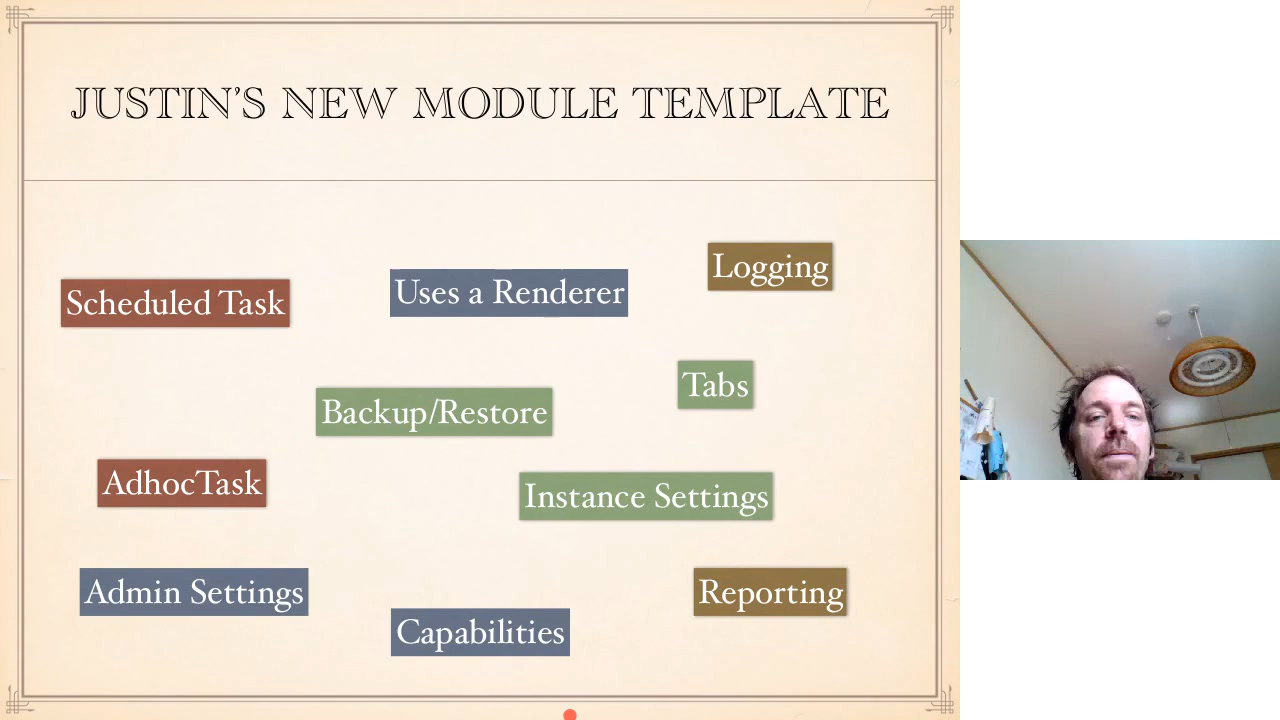 JUSTIN'S NEW MODULE TEMPLATE
Logging
Uses a Renderer
Scheduled Task
Tabs
Backup/Restore
AdhocTask
Instance Settings
Admin Settings
Reporting
Capabilities